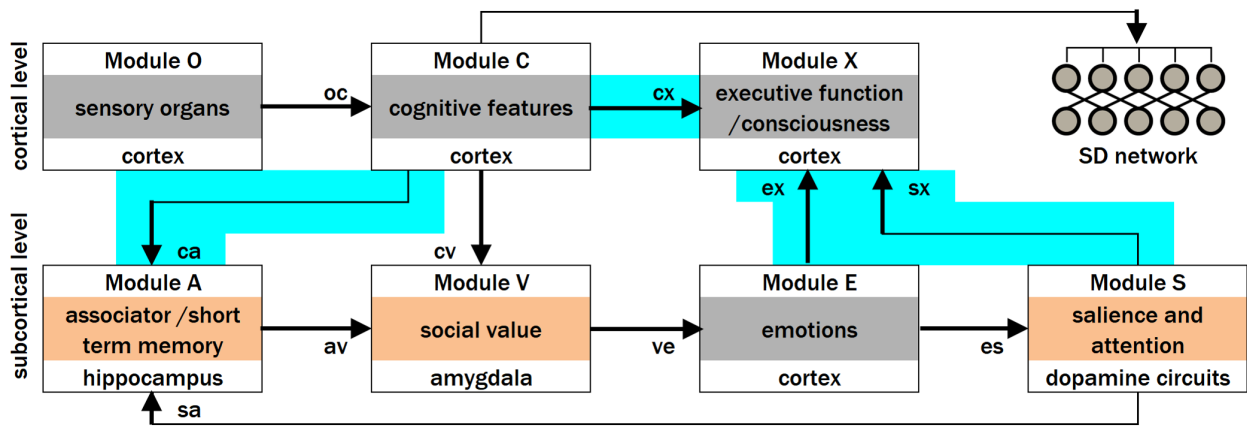 cortical level
Module O
sensory organs
cortex
oc
Module C
cognitive features
cortex
cx
Module X
executive function
/consciousness
cortex
SD network
ca
cv
ex
sx
subcortical level
Module A
associator /short
term memory
hippocampus
av
Module V
social value
amygdala
ve
Module E
emotions
cortex
es
Module S
salience and
attention
dopamine circuits
sa